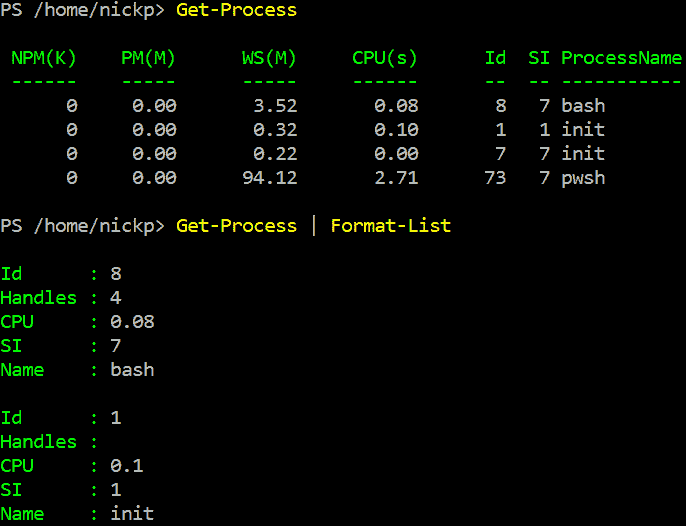 PS /home/nickp> Get-Process
NPM(K) PM(M) WS(M) CPU(s) Id SI ProcessName
------ ----- ----- ------ -- -- -----------
0 0.00 3.52 0.08 8 7 bash
0 0.00 0.32 0.10 1 1 init
0 0.00 0.22 0.00 7 7 init
0 0.00 94.12 2.71 73 7 pwsh
PS /home/nickp> Get-Process | Format-List
Id : 8
Handles : 4
CPU : 0.08
SI : 7
Name : bash
Id : 1
Handles :
CPU : 0.1
SI : 1
Name : init